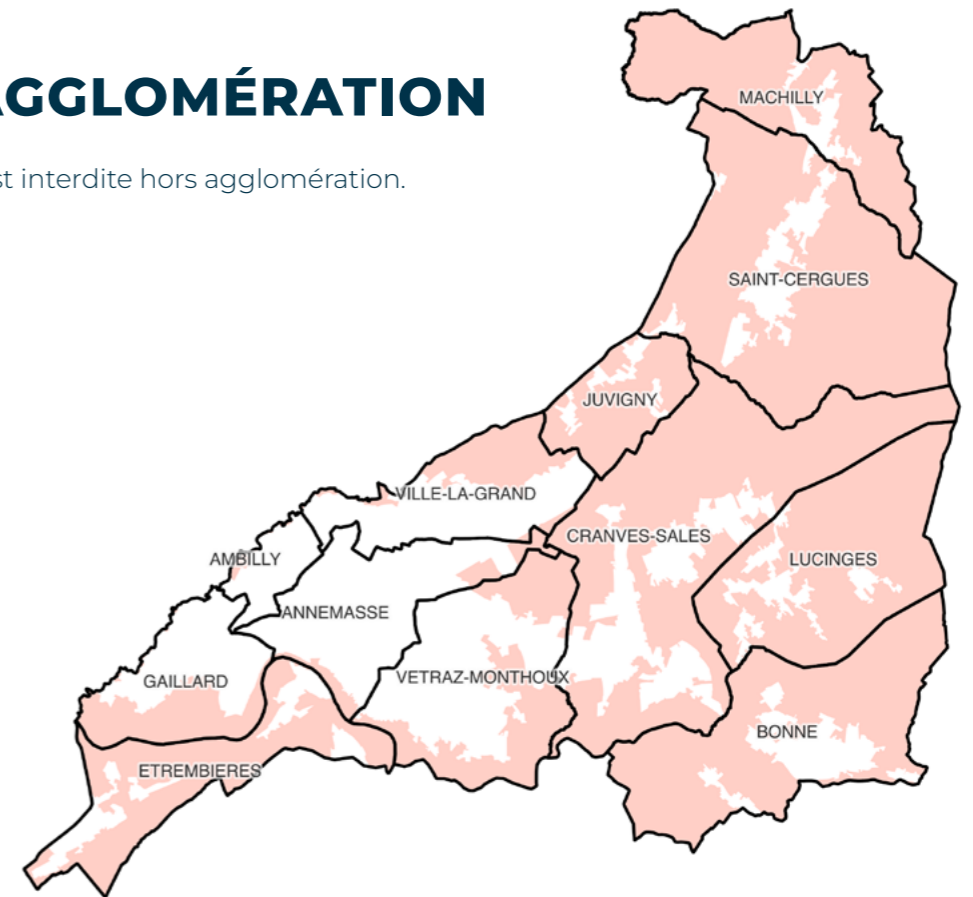 AGGLOMÉRATION
st interdite hors agglomération.
MACHILLY
SAINT-CERGUES
JUVIGNY
VILLE-LA-GRAND
CRANVES-SALES
AMBILLY
LUCINGES
ANNEMASSE
GAILLARD
VETRAZ-MONTHOUX
BONNE
ETREMBIERES